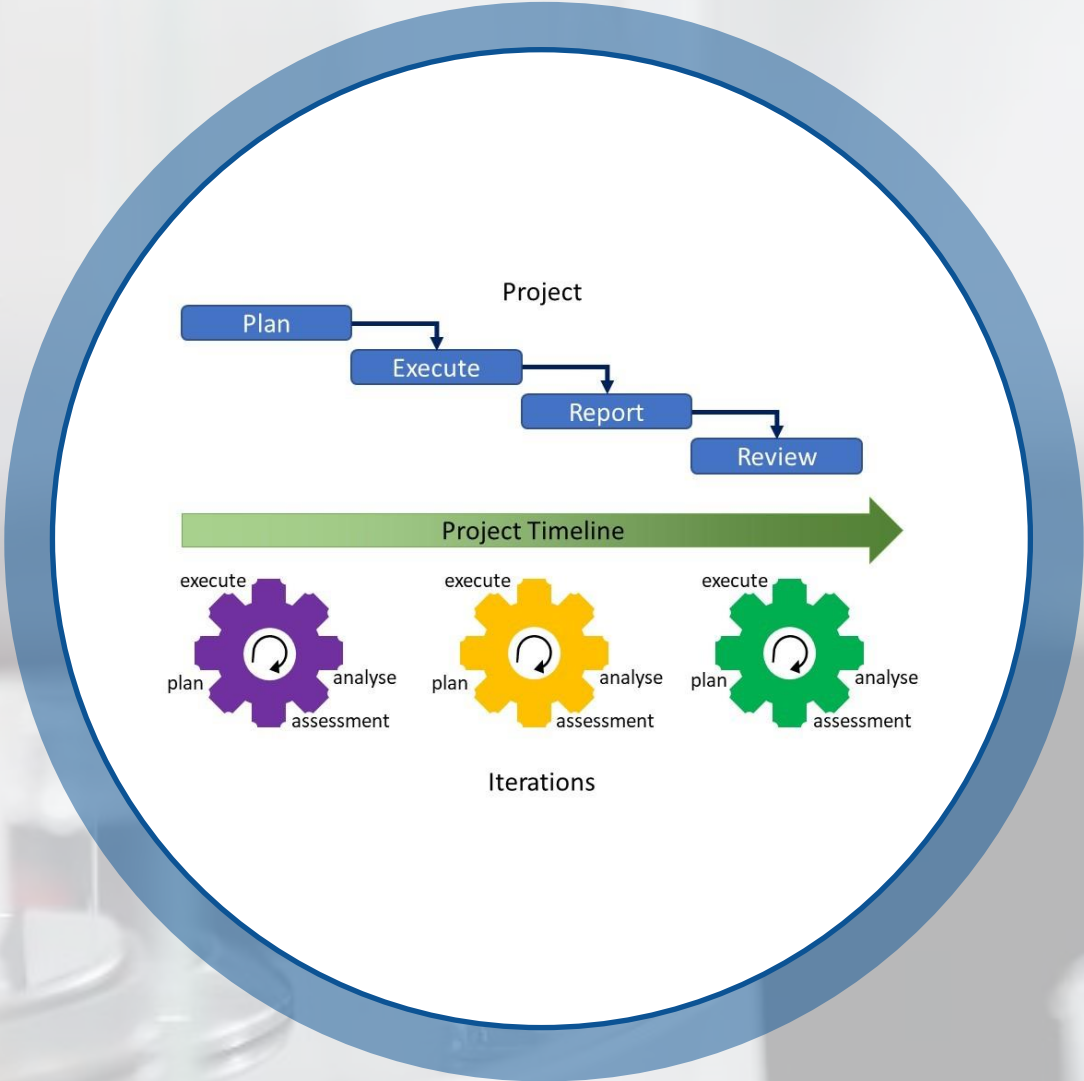 Project
Plan
Execute
Report
Review
Project Timeline
execute
plan
analyse
assessment
execute
plan
analyse
assessment
execute
plan
analyse
assessment
Iterations